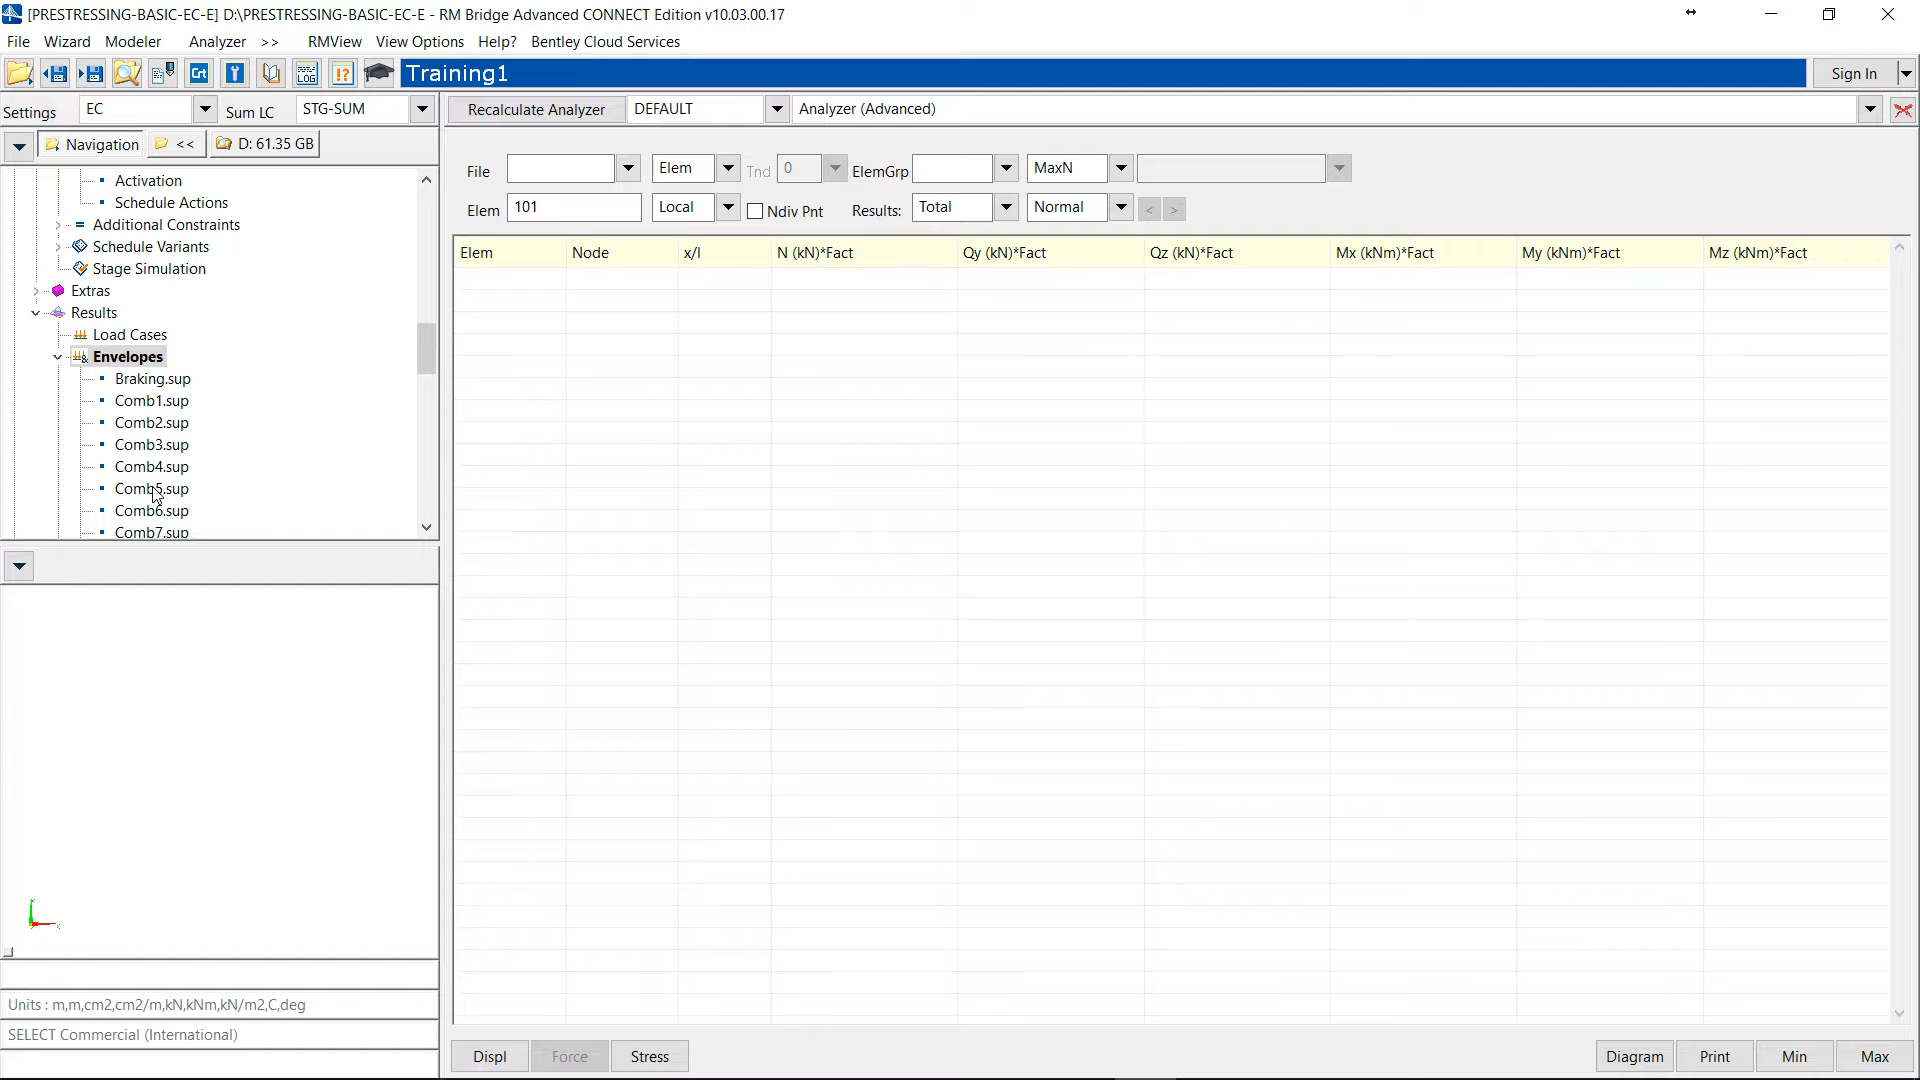 [PRESTRESSING-BASIC-EC-E] D:\PRESTRESSING-BASIC-EC-E - RM Bridge Advanced CONNECT Edition v10.03.00.17
File Wizard Modeler Analyzer >> RMView View Options Help? Bentley Cloud Services
Crt LOG !? Training1 Sign In
Settings EC Sum LC STG-SUM Recalculate Analyzer DEFAULT Analyzer (Advanced)
Navigation << D: 61.35 GB
File Elem Tnd 0 ElemGrp MaxN
Elem 101 Local Ndiv Pnt Results: Total Normal < >
Elem Node x/l N (kN)*Fact Qy (kN)*Fact Qz (kN)*Fact Mx (kNm)*Fact My (kNm)*Fact Mz (kNm)*Fact
Activation
Schedule Actions
Additional Constraints
Schedule Variants
Stage Simulation
Extras
Results
Load Cases
Envelopes
Braking.sup
Comb1.sup
Comb2.sup
Comb3.sup
Comb4.sup
Comb5.sup
Comb6.sup
Comb7.sup
Units : m,m,cm2,cm2/m,kN,kNm,kN/m2,C,deg
SELECT Commercial (International)
Displ Force Stress Diagram Print Min Max